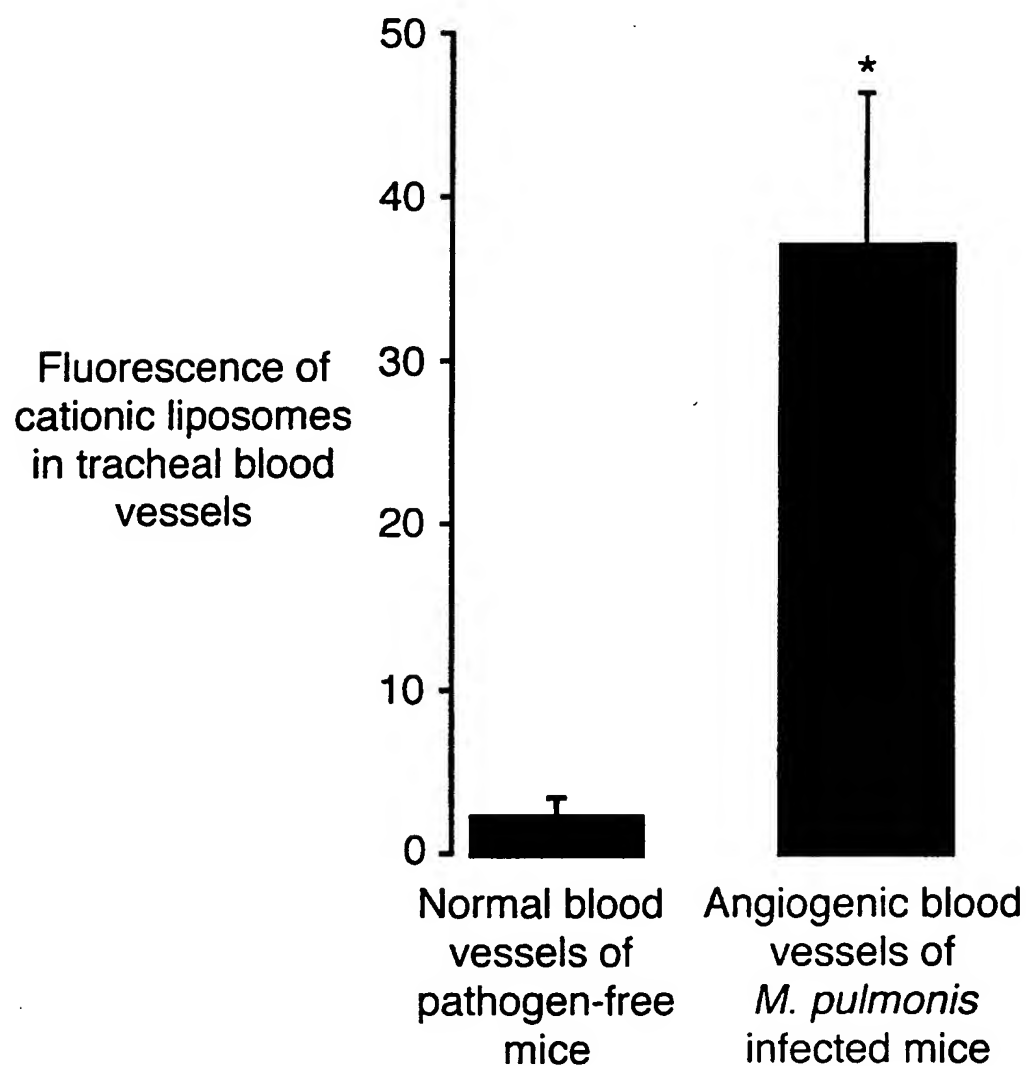 50
*
40
30
Fluorescence of
cationic liposomes
in tracheal blood
vessels
20
10
0
Normal blood
vessels of
pathogen-free
mice
Angiogenic blood
vessels of
M. pulmonis
infected mice